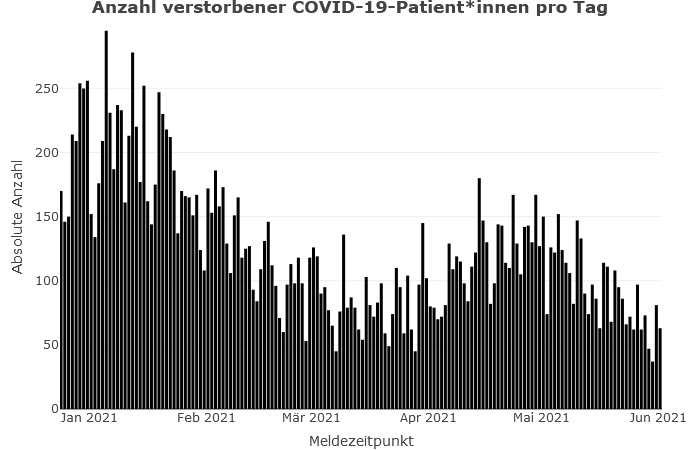 Anzahl verstorbener COVID-19-Patient*innen pro Tag
Absolute Anzahl
250
200
150
100
50
0
Jan 2021 Feb 2021 Mär 2021 Apr 2021 Mai 2021 Jun 2021
Meldezeitpunkt